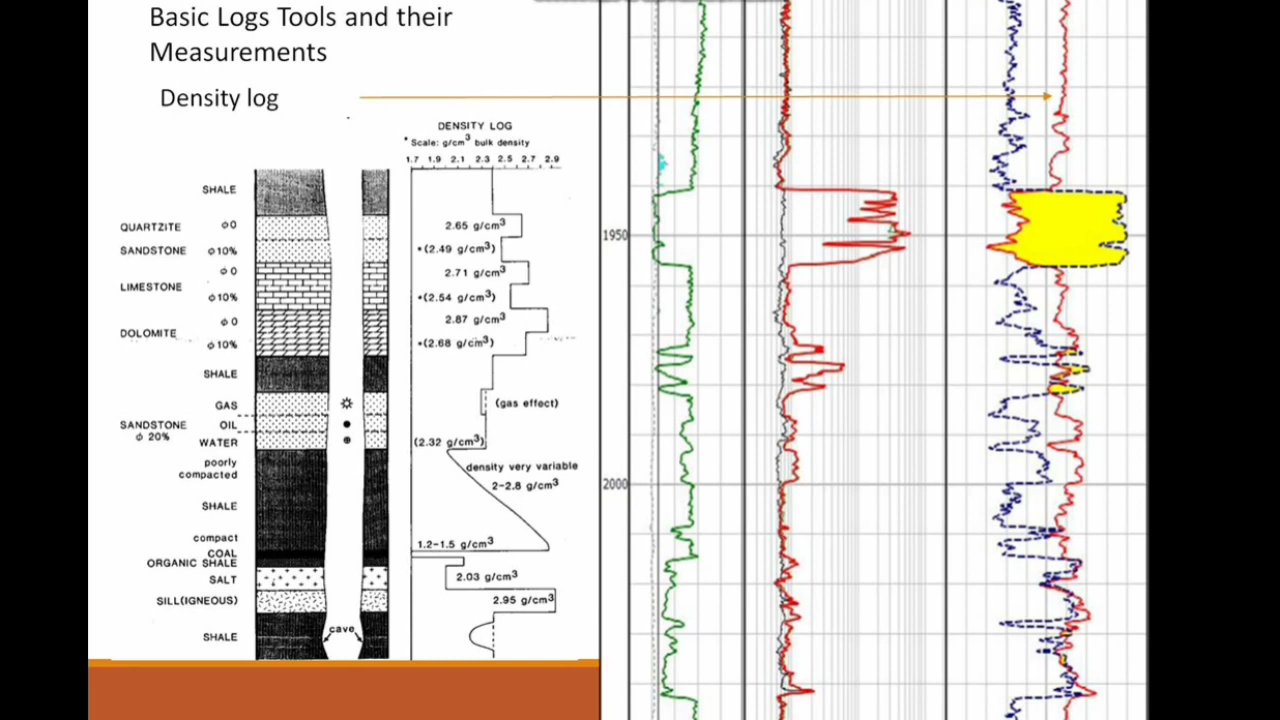 Basic Logs Tools and their
Measurements
Density log
DENSITY LOG
* Scale: g/cm³ bulk density
1.7 1.9 2.1 2.3 2.5 2.7 2.9
SHALE
QUARTZITE ϕ0 2.65 g/cm³
SANDSTONE ϕ10% *(2.49 g/cm³)
ϕ0 2.71 g/cm³
LIMESTONE
ϕ10% *(2.54 g/cm³)
ϕ0 2.87 g/cm³
DOLOMITE
ϕ10% *(2.68 g/cm³)
SHALE
GAS (gas effect)
SANDSTONE OIL
ϕ 20%
WATER (2.32 g/cm³)
poorly
compacted
density very variable
2-2.8 g/cm³
SHALE
compact
1.2-1.5 g/cm³
COAL
ORGANIC SHALE
SALT 2.03 g/cm³
SILL(IGNEOUS) 2.95 g/cm³
SHALE
cave
1950
2000